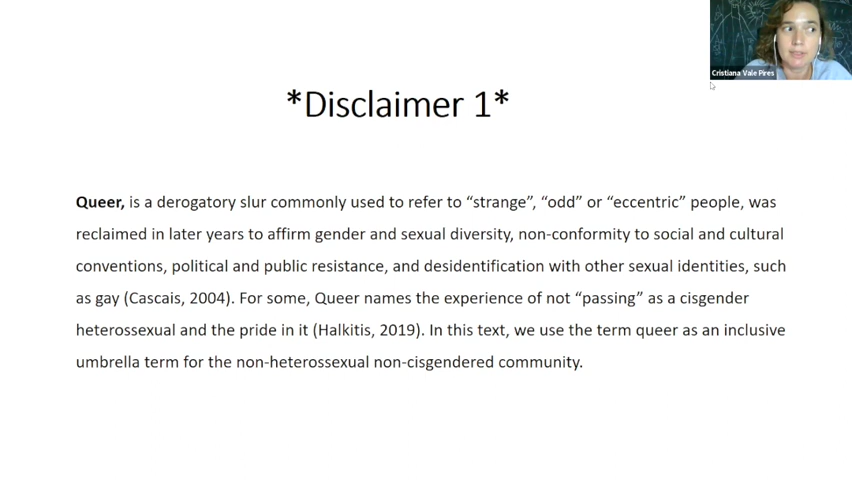 Cristiana Vale Pires
*Disclaimer 1*
Queer, is a derogatory slur commonly used to refer to “strange”, “odd” or “eccentric” people, was
reclaimed in later years to affirm gender and sexual diversity, non-conformity to social and cultural
conventions, political and public resistance, and desidentification with other sexual identities, such
as gay (Cascais, 2004). For some, Queer names the experience of not “passing” as a cisgender
heterossexual and the pride in it (Halkitis, 2019). In this text, we use the term queer as an inclusive
umbrella term for the non-heterossexual non-cisgendered community.